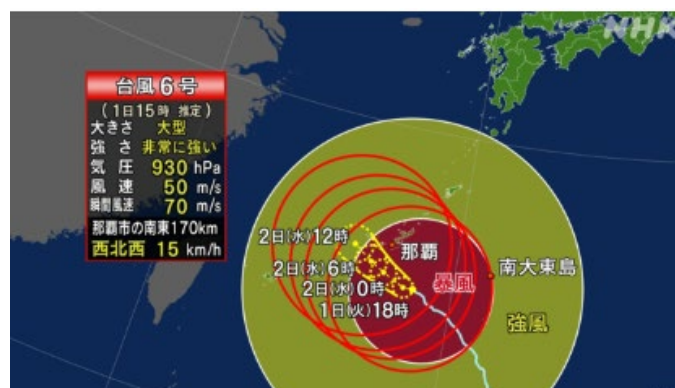 NHK
台風6号
(1日15時 推定)
大きさ 大型
強さ 非常に強い
気圧 930 hPa
風速 50 m/s
瞬間風速 70 m/s
那覇市の南東170km
西北西 15 km/h
2日(水)12時
2日(水)6時
2日(水)0時
1日(火)18時
那覇
暴風
南大東島
強風